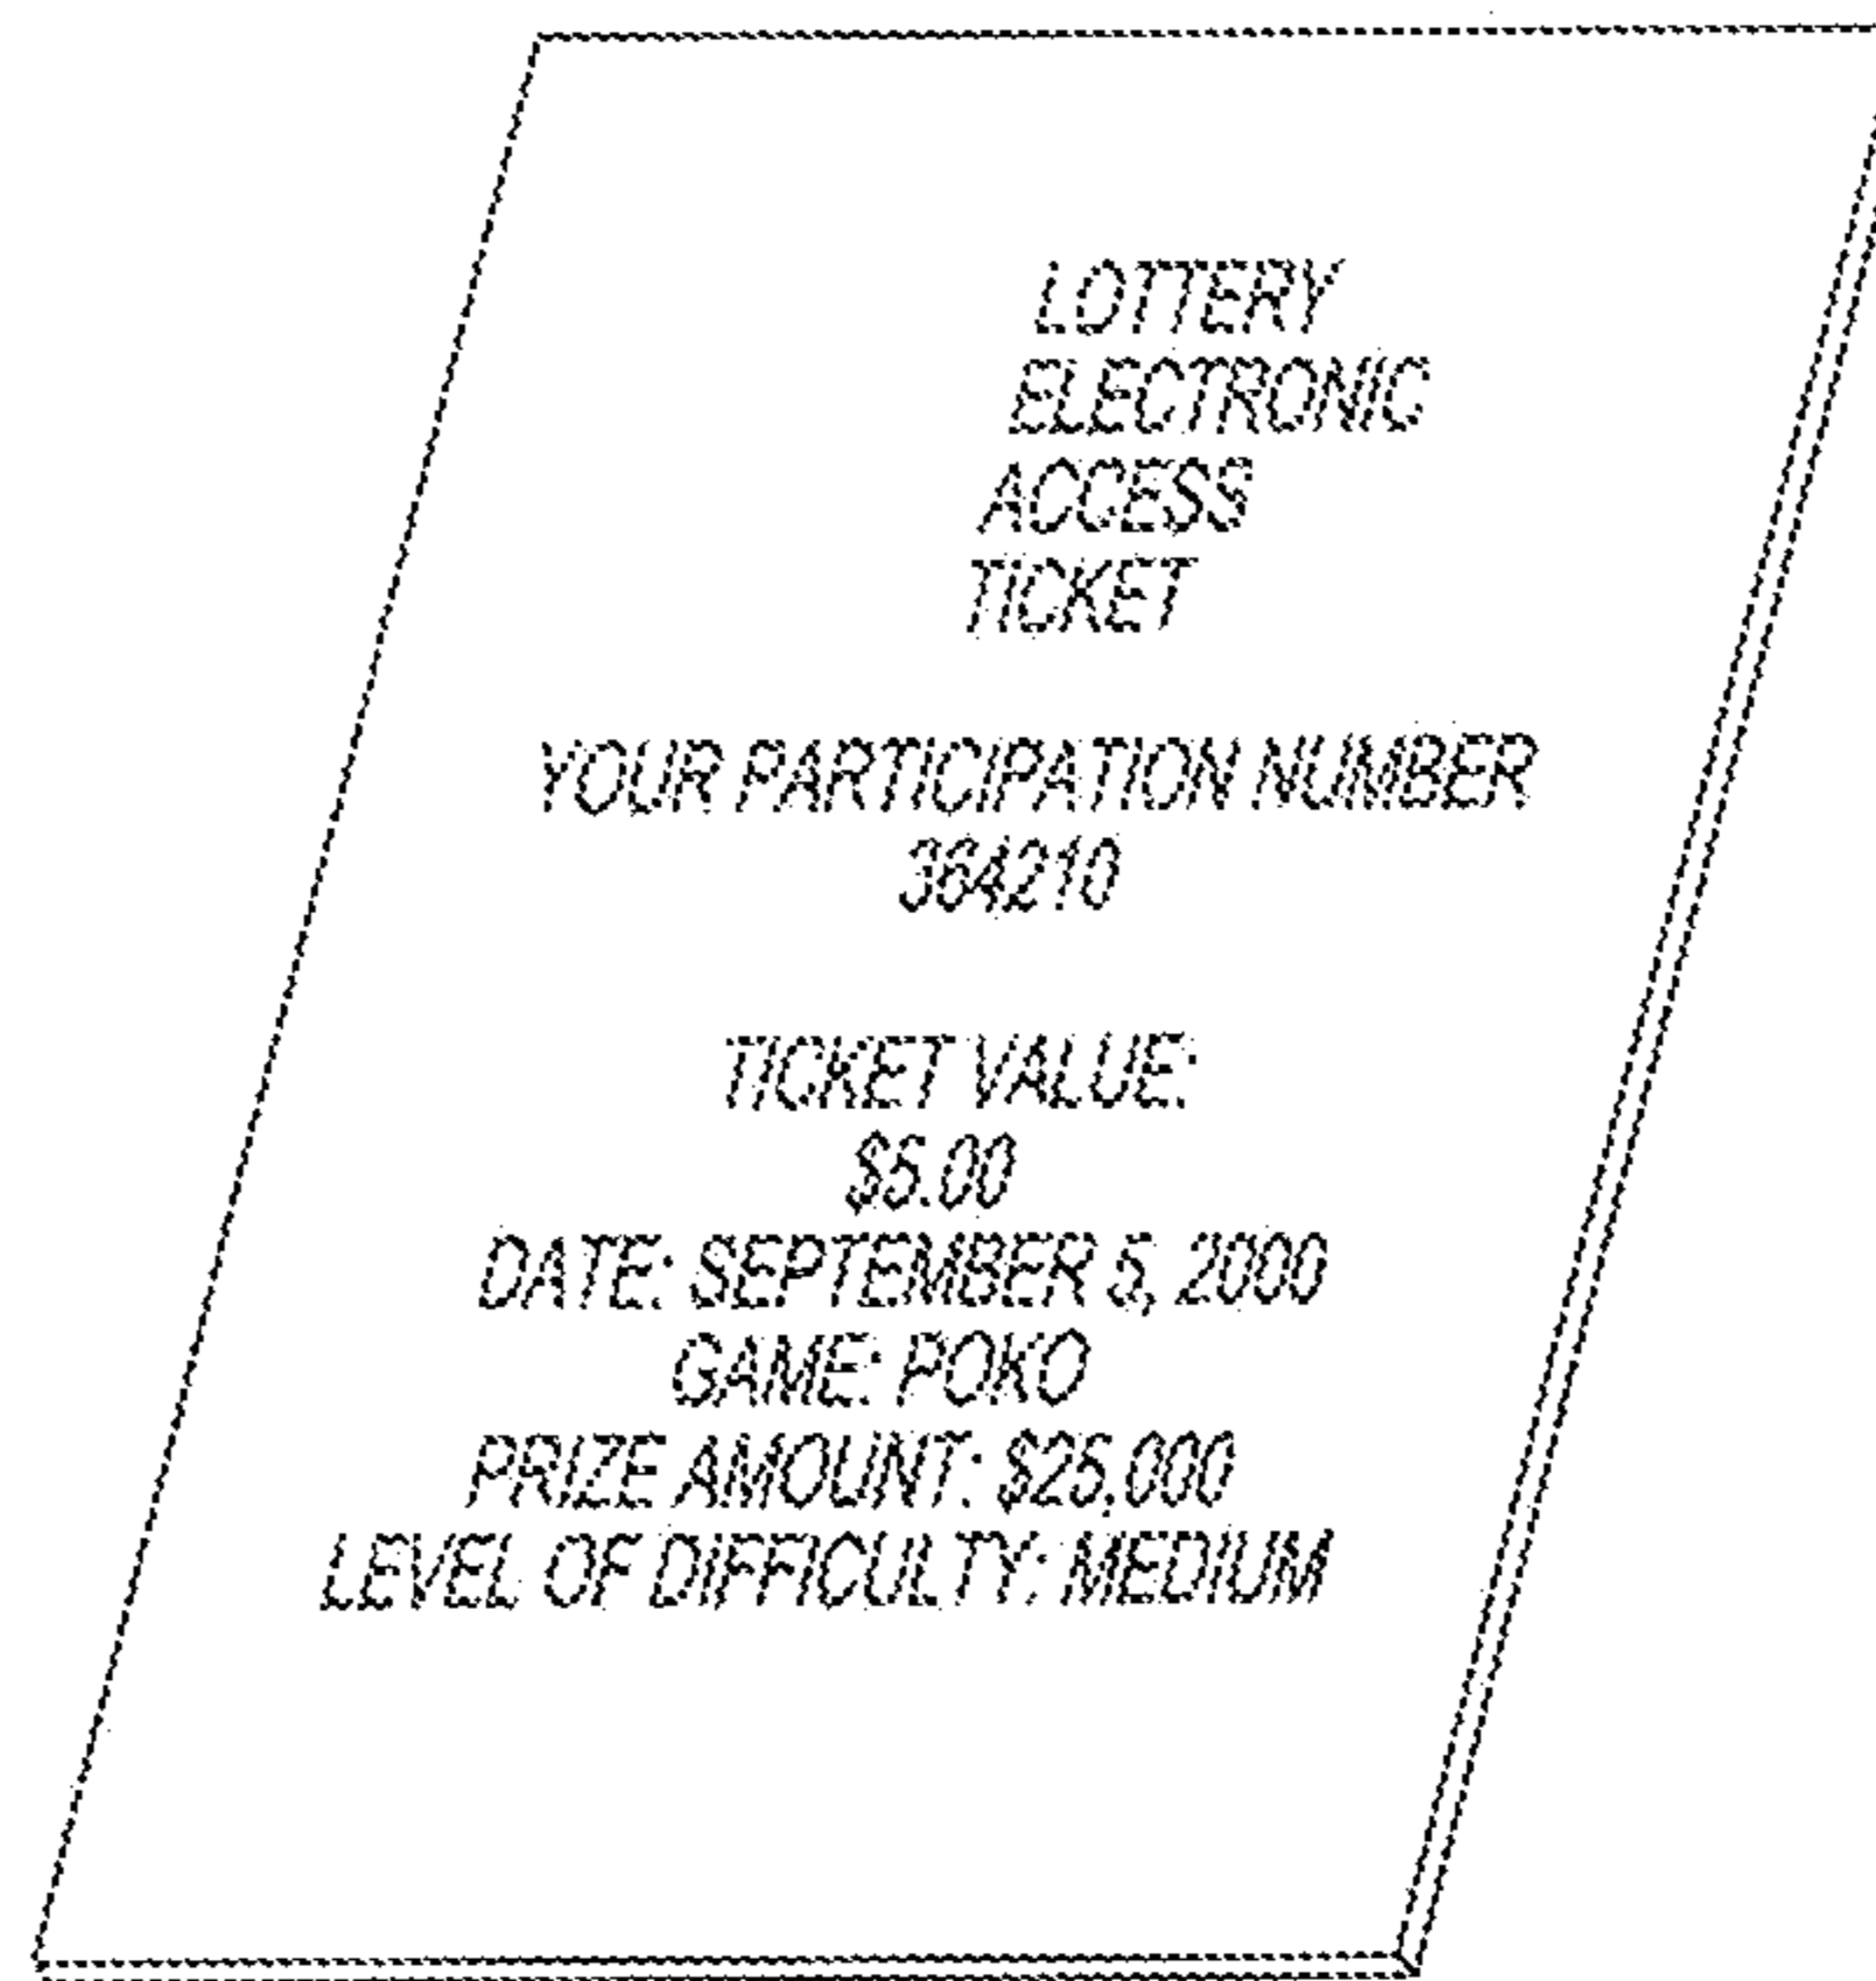 LOTTERY
ELECTRONIC
ACCESS
TICKET
YOUR PARTICIPATION NUMBER
364210
TICKET VALUE:
$5.00
DATE: SEPTEMBER 5, 2000
GAME: POKO
PRIZE AMOUNT: $25,000
LEVEL OF DIFFICULTY: MEDIUM